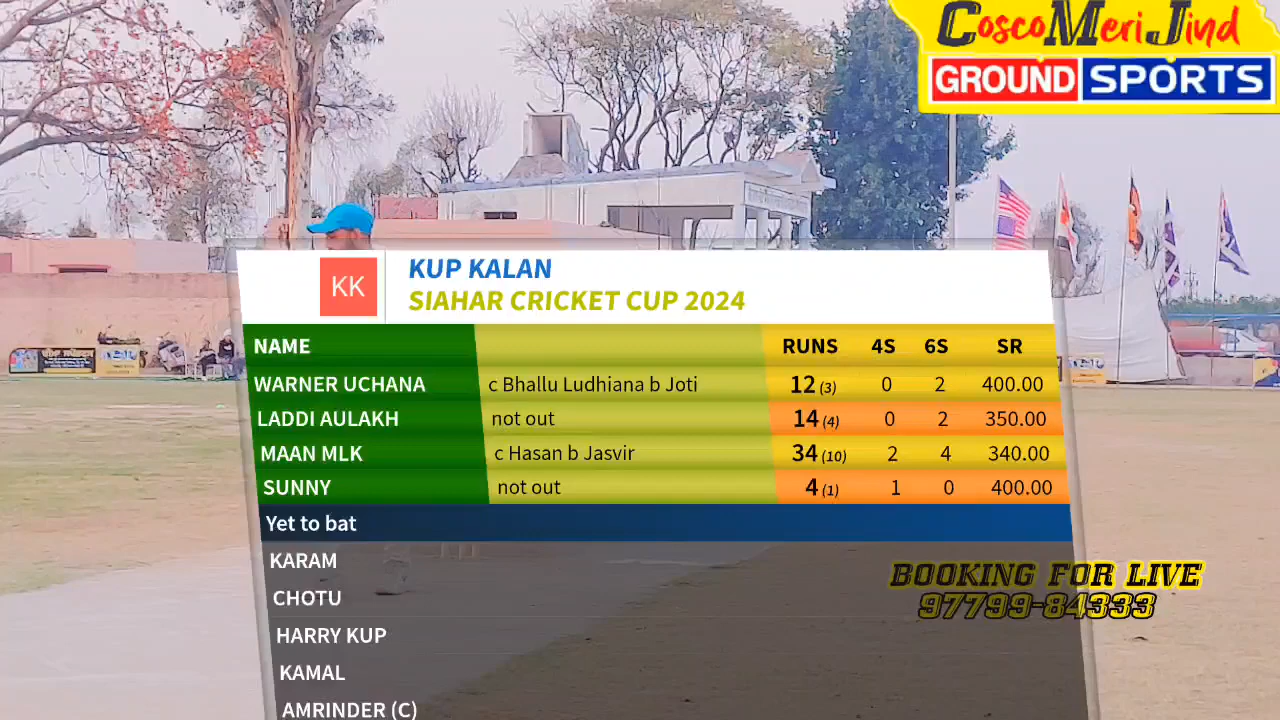 CoscoMeriJind
GROUND SPORTS
KK
KUP KALAN
SIAHAR CRICKET CUP 2024
NAME RUNS 4S 6S SR
WARNER UCHANA c Bhallu Ludhiana b Joti 12 (3) 0 2 400.00
LADDI AULAKH not out 14 (4) 0 2 350.00
MAAN MLK c Hasan b Jasvir 34 (10) 2 4 340.00
SUNNY not out 4 (1) 1 0 400.00
Yet to bat
KARAM
CHOTU
HARRY KUP
KAMAL
AMRINDER (C)
BOOKING FOR LIVE
97799-84333